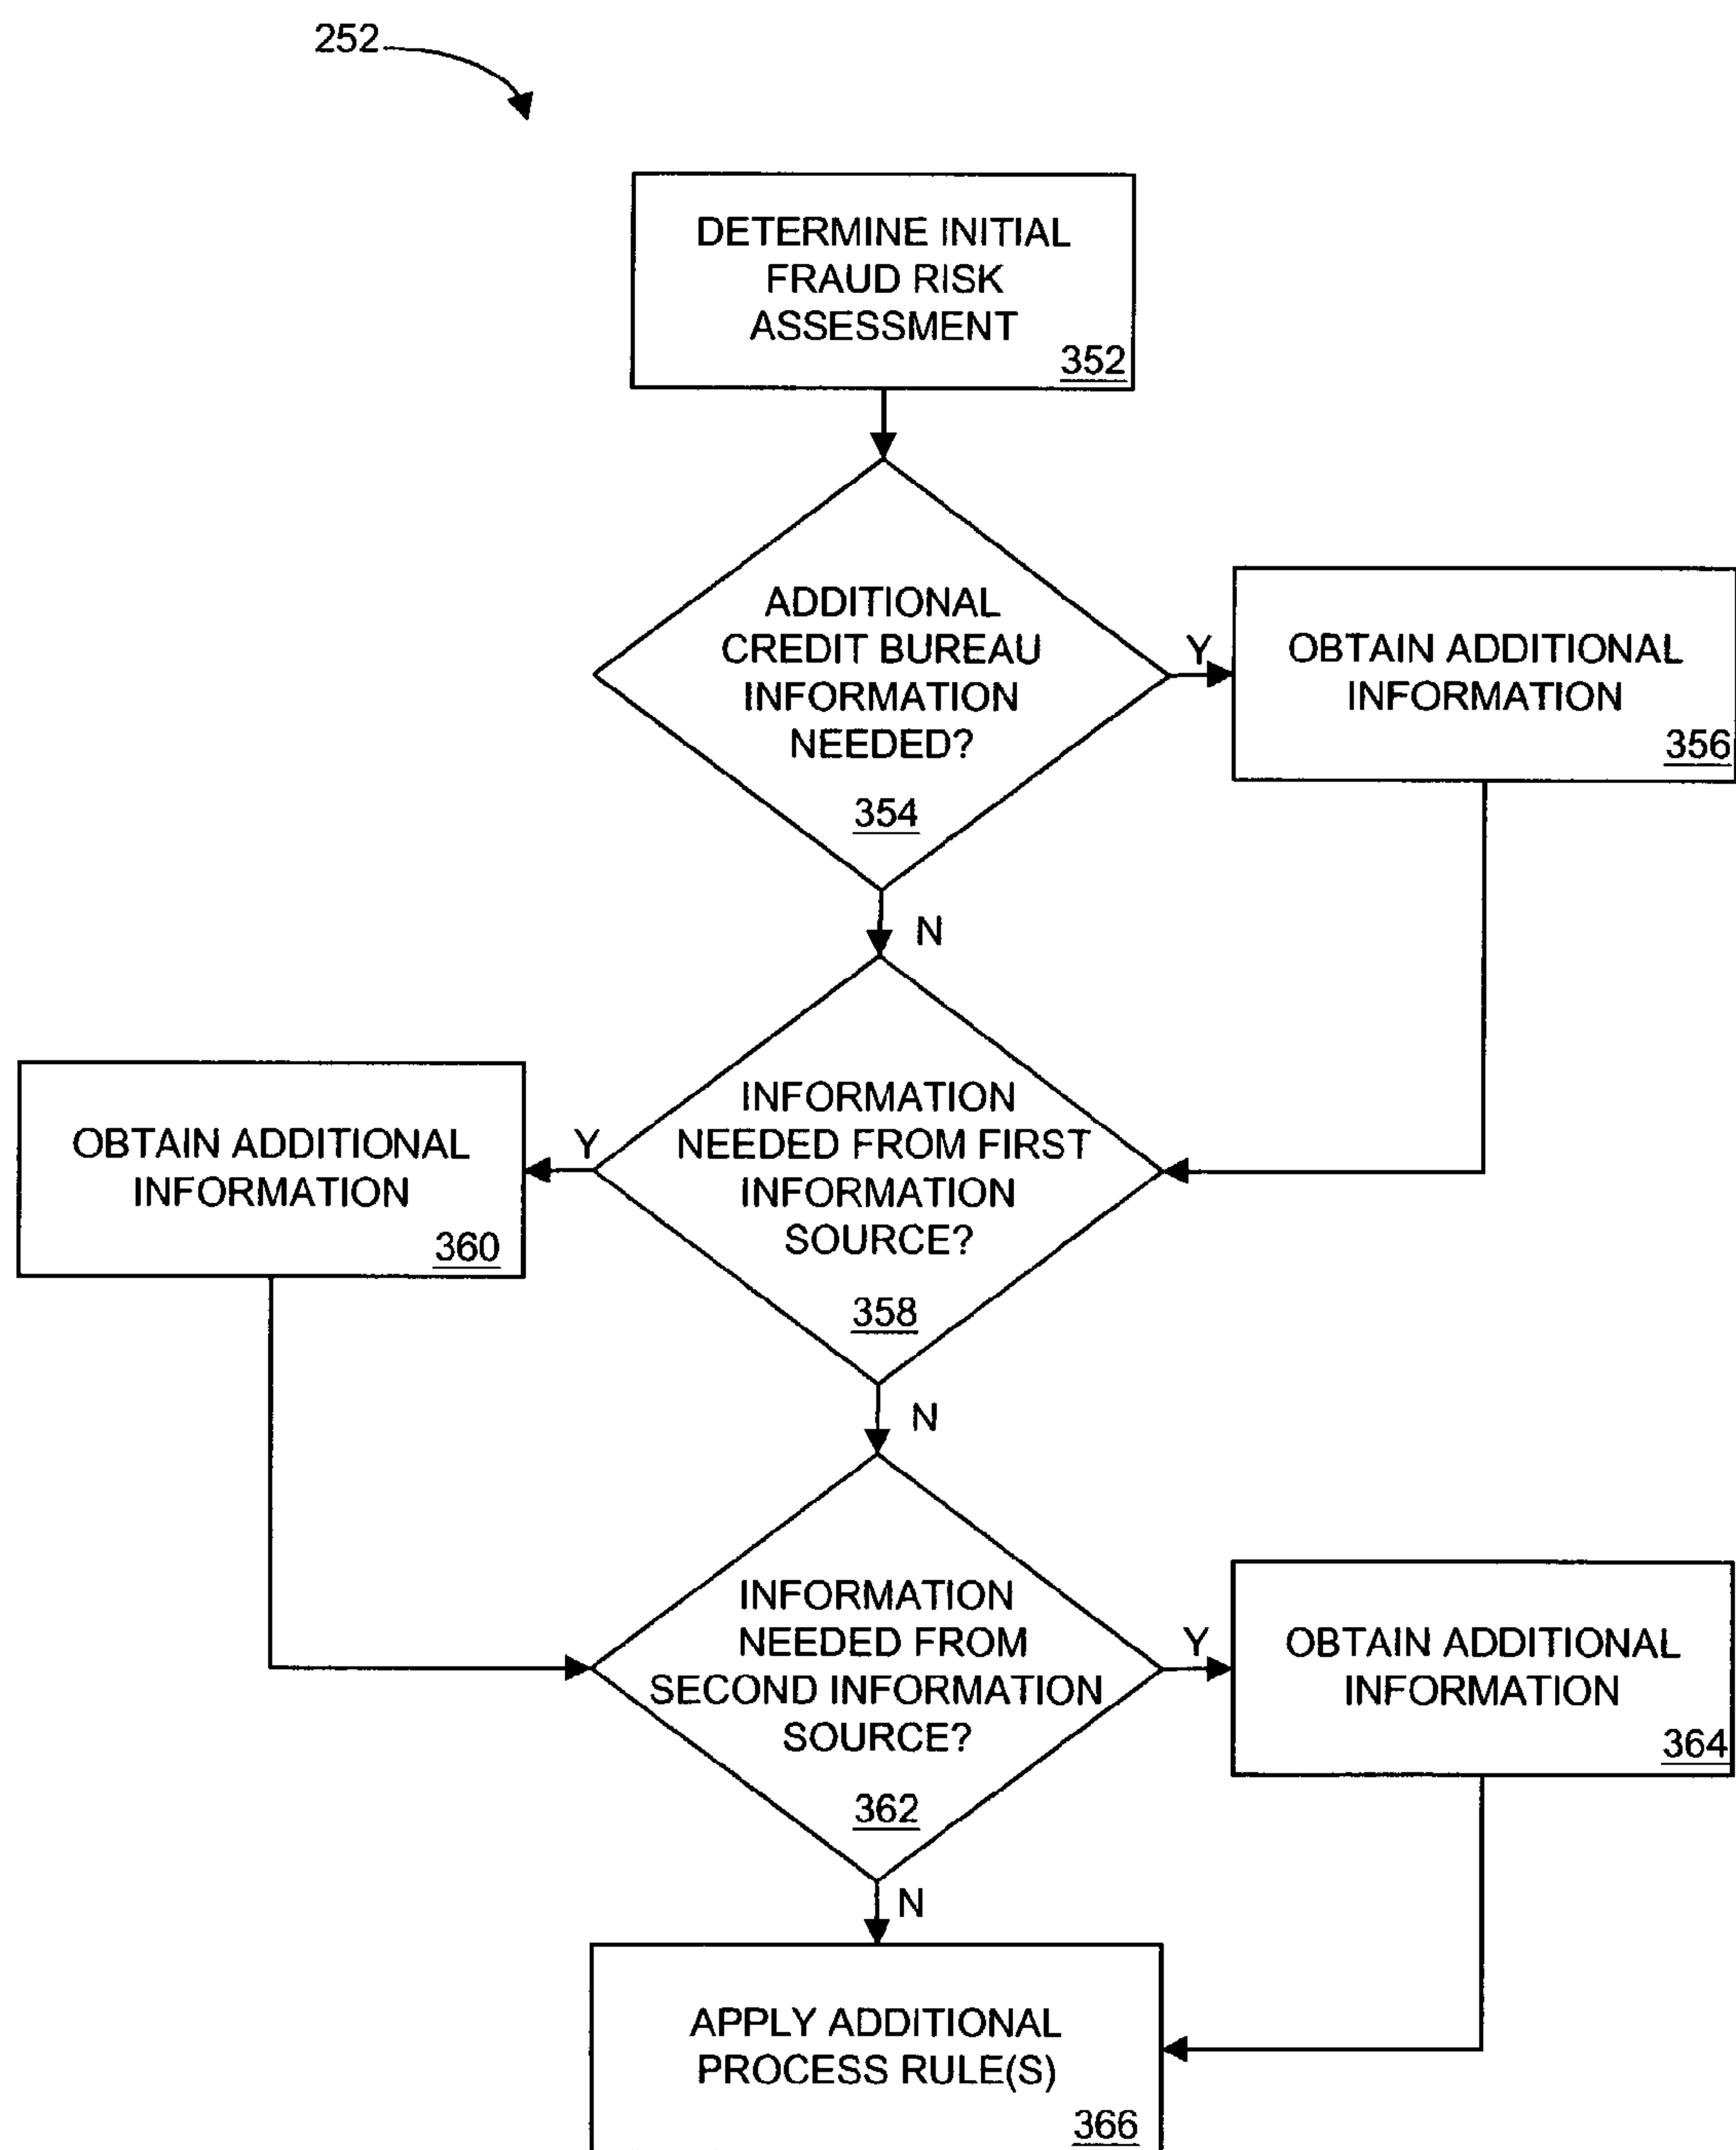 252
DETERMINE INITIAL
FRAUD RISK
ASSESSMENT
352
ADDITIONAL
CREDIT BUREAU
INFORMATION
NEEDED?
354
Y
OBTAIN ADDITIONAL
INFORMATION
356
N
INFORMATION
NEEDED FROM FIRST
INFORMATION
SOURCE?
358
Y
OBTAIN ADDITIONAL
INFORMATION
360
N
INFORMATION
NEEDED FROM
SECOND INFORMATION
SOURCE?
362
Y
OBTAIN ADDITIONAL
INFORMATION
364
N
APPLY ADDITIONAL
PROCESS RULE(S)
366